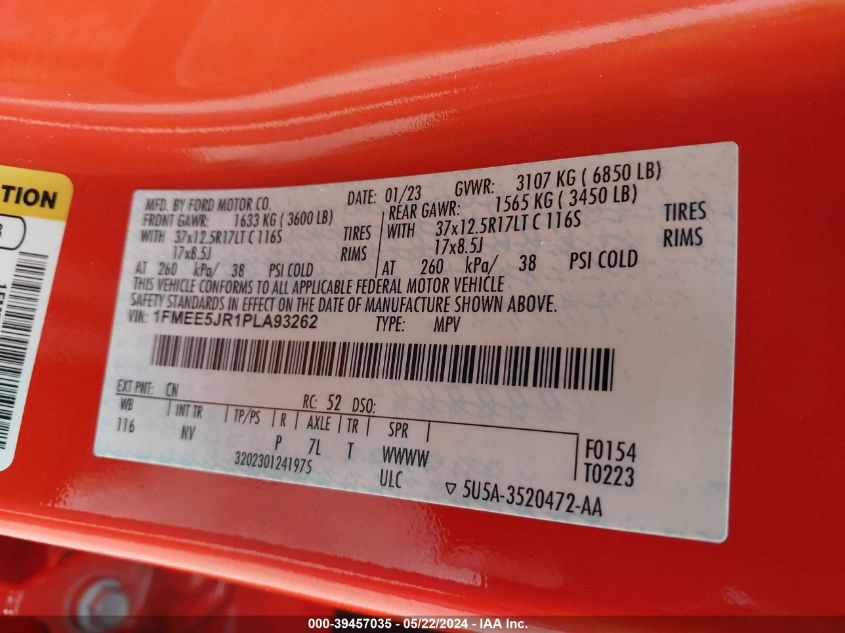 TION
MFD. BY FORD MOTOR CO.
DATE: 01/23 GVWR: 3107 KG ( 6850 LB)
FRONT GAWR: 1633 KG ( 3600 LB)
WITH 37x12.5R17LT C 116S TIRES
17x8.5J RIMS
AT 260 kPa/ 38 PSI COLD
REAR GAWR: 1565 KG ( 3450 LB)
WITH 37x12.5R17LT C 116S TIRES
17x8.5J RIMS
AT 260 kPa/ 38 PSI COLD
THIS VEHICLE CONFORMS TO ALL APPLICABLE FEDERAL MOTOR VEHICLE
SAFETY STANDARDS IN EFFECT ON THE DATE OF MANUFACTURE SHOWN ABOVE.
VIN: 1FMEE5JR1PLA93262 TYPE: MPV
EXT PNT: CN RC: 52 DSO:
WB INT TR TP/PS R AXLE TR SPR
116 NV P 7L T WWWW
3202301241975 ULC
F0154
T0223
5U5A-3520472-AA
000-39457035 - 05/22/2024 - IAA Inc.